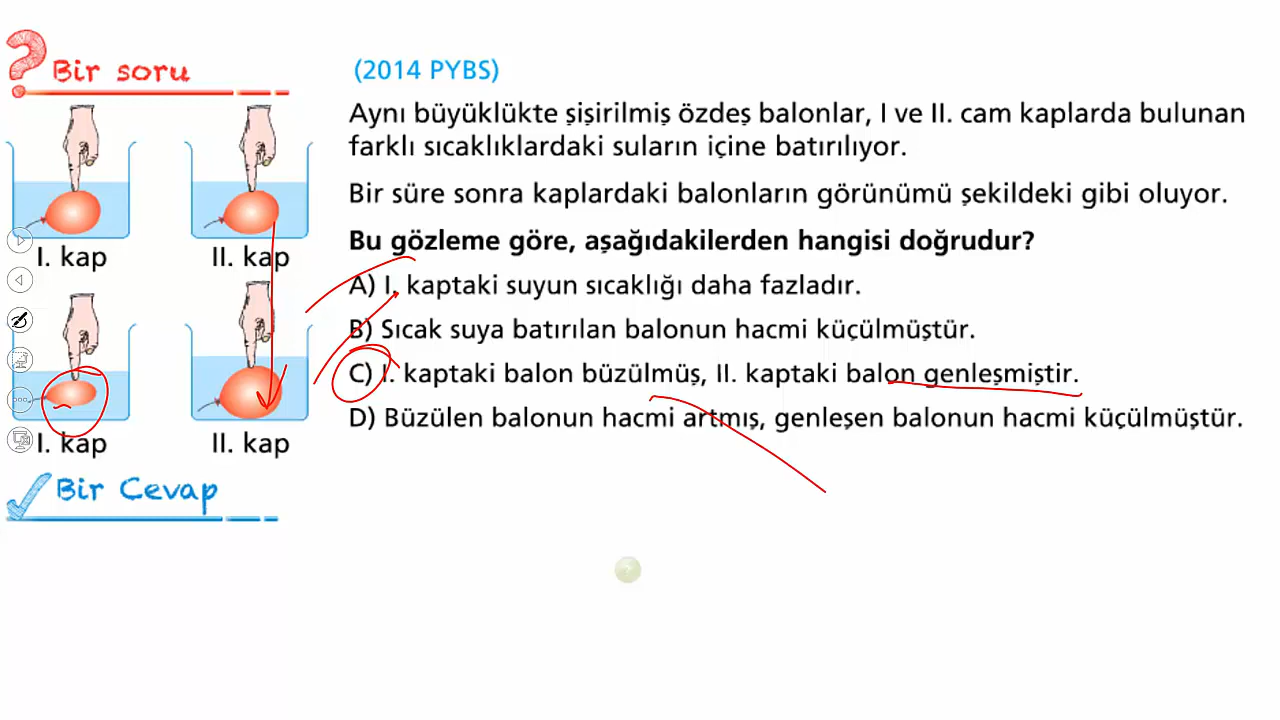 Bir soru
(2014 PYBS)
Aynı büyüklükte şişirilmiş özdeş balonlar, I ve II. cam kaplarda bulunan
farklı sıcaklıklardaki suların içine batırılıyor.
Bir süre sonra kaplardaki balonların görünümü şekildeki gibi oluyor.
Bu gözleme göre, aşağıdakilerden hangisi doğrudur?
A) I. kaptaki suyun sıcaklığı daha fazladır.
B) Sıcak suya batırılan balonun hacmi küçülmüştür.
C) I. kaptaki balon büzülmüş, II. kaptaki balon genleşmiştir.
D) Büzülen balonun hacmi artmış, genleşen balonun hacmi küçülmüştür.
I. kap II. kap
I. kap II. kap
Bir Cevap